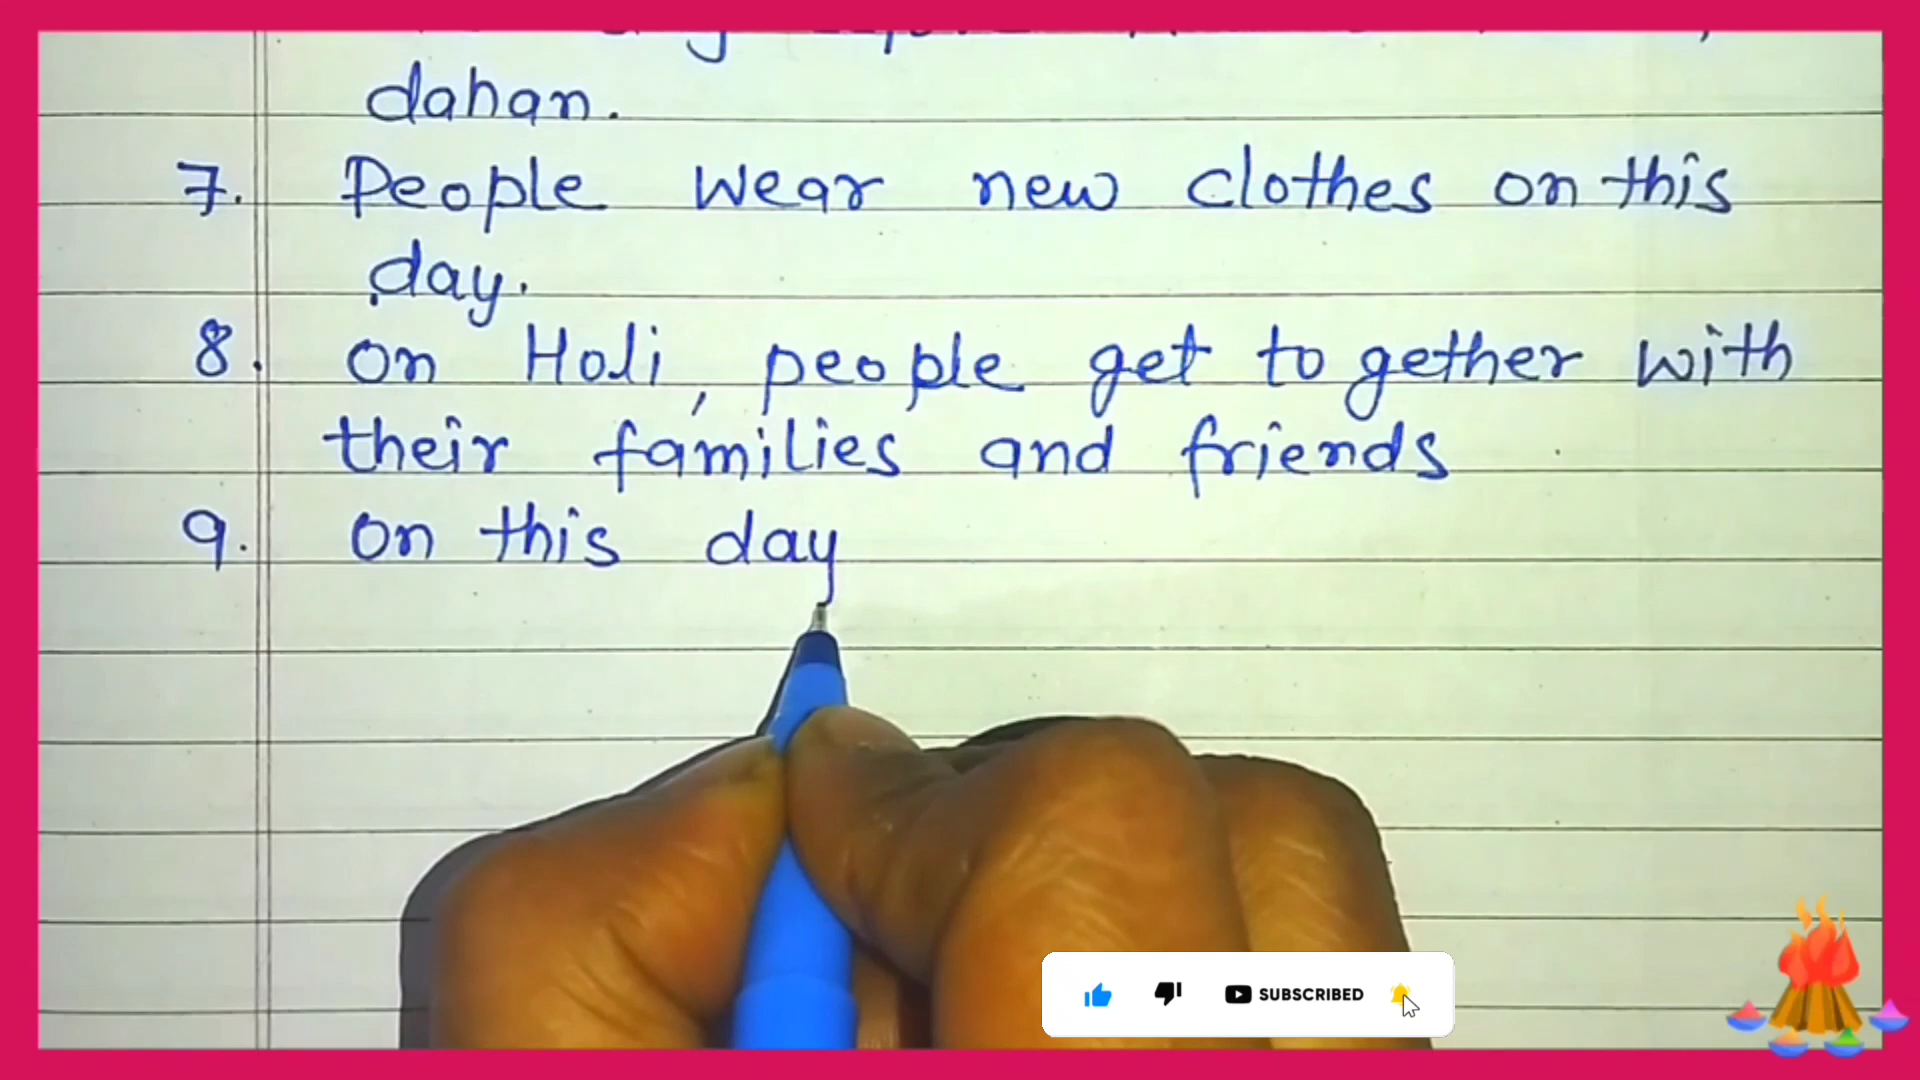 dahan.
7. People wear new clothes on this
day.
8. on Holi, people get together with
their families and friends
9. on this day
SUBSCRIBED